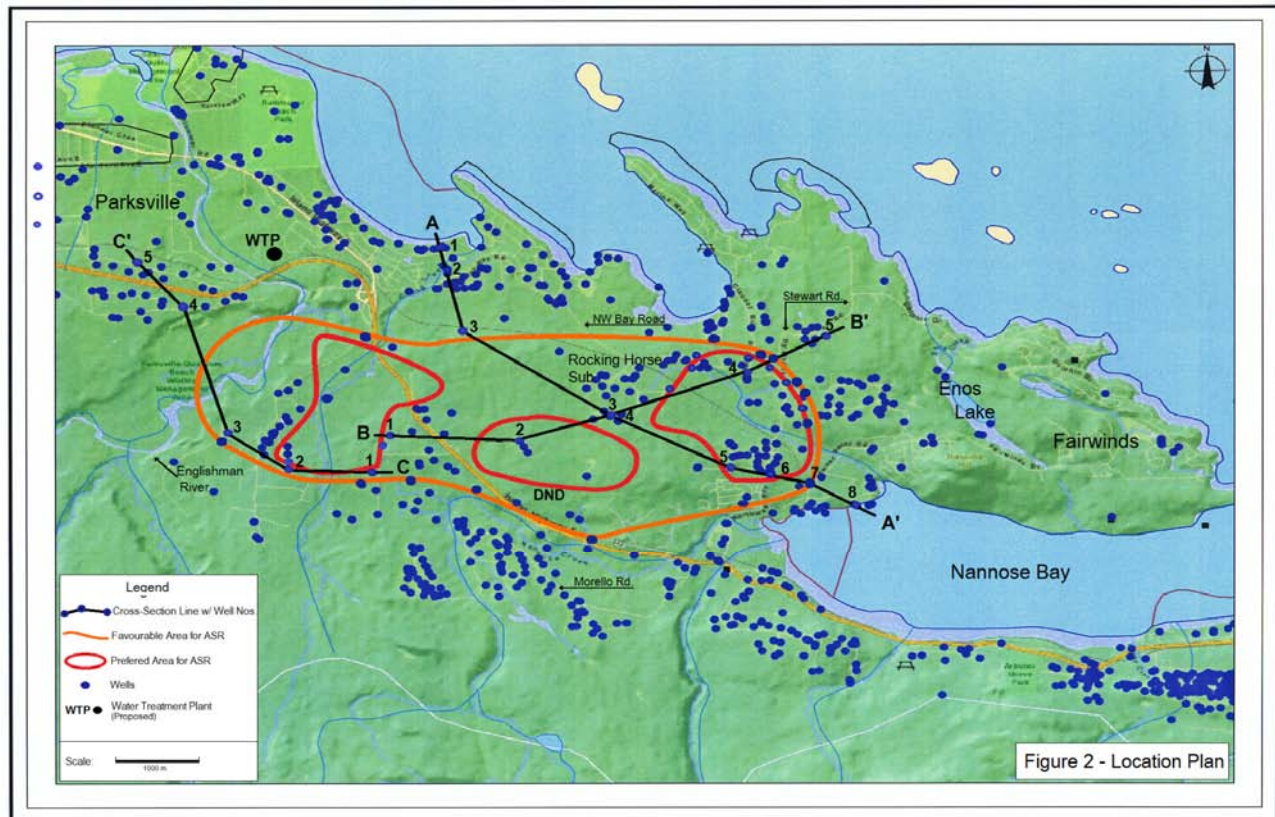 N
Parksville
WTP
C'
5
4
3
2
1
C
A
1
2
3
4
5
6
7
8
A'
B
1
2
3
4
5
B'
NW Bay Road
Stewart Rd.
Rocking Horse
Sub
Enos
Lake
Fairwinds
Englishman
River
DND
Morello Rd.
Nannose Bay
Legend
Cross-Section Line w/ Well Nos
Favourable Area for ASR
Prefered Area for ASR
Wells
WTP
Water Treatment Plant
(Proposed)
Scale:
1000 m
Figure 2 - Location Plan